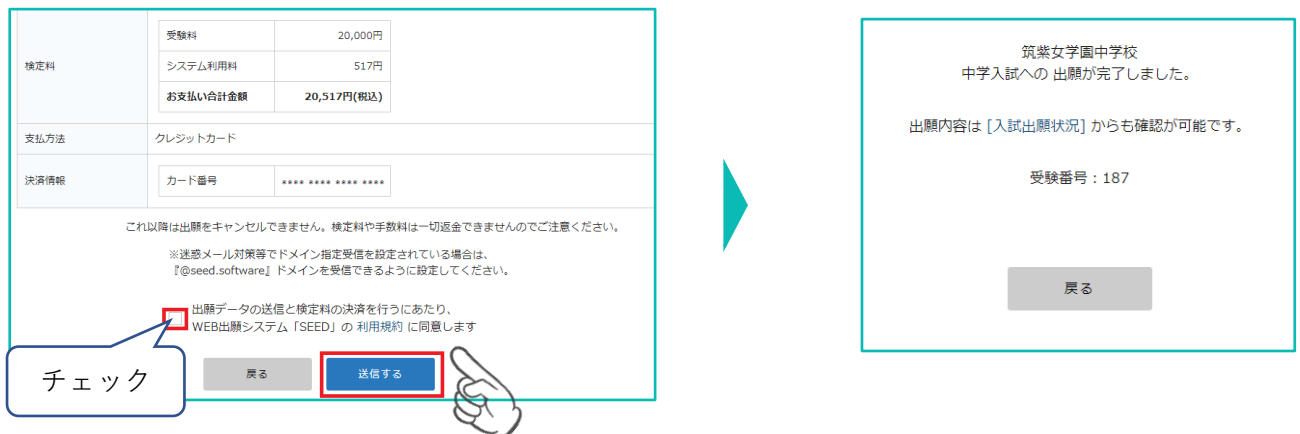 検定料
受験料 20,000円
システム利用料 517円
お支払い合計金額 20,517円(税込)
支払方法 クレジットカード
決済情報
カード番号 **** **** **** ****
これ以降は出願をキャンセルできません。検定料や手数料は一切返金できませんのでご注意ください。
※迷惑メール対策等でドメイン指定受信を設定されている場合は、
『@seed.software』ドメインを受信できるように設定してください。
出願データの送信と検定料の決済を行うにあたり、
WEB出願システム「SEED」の 利用規約 に同意します
チェック
戻る 送信する
筑紫女学園中学校
中学入試への 出願が完了しました。
出願内容は [入試出願状況] からも確認が可能です。
受験番号：187
戻る